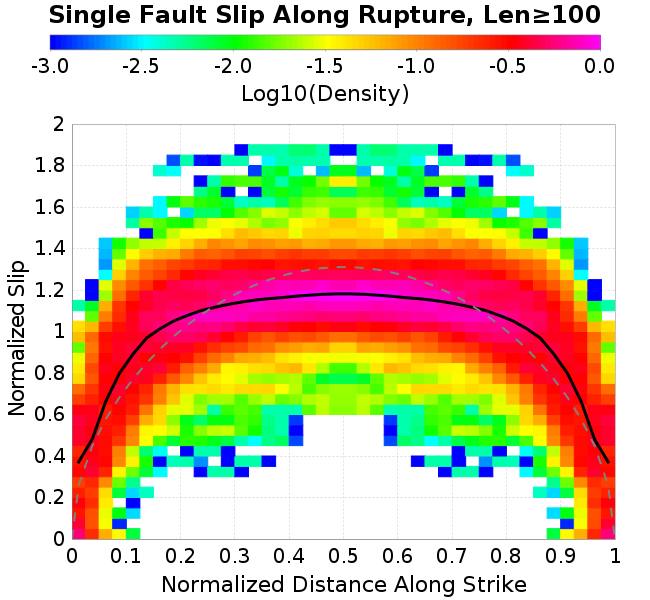 Single Fault Slip Along Rupture, Len≥100
-3.0 -2.5 -2.0 -1.5 -1.0 -0.5 0.0
Log10(Density)
2
1.8
1.6
1.4
1.2
1
0.8
0.6
0.4
0.2
0
Normalized Slip
0 0.1 0.2 0.3 0.4 0.5 0.6 0.7 0.8 0.9 1
Normalized Distance Along Strike